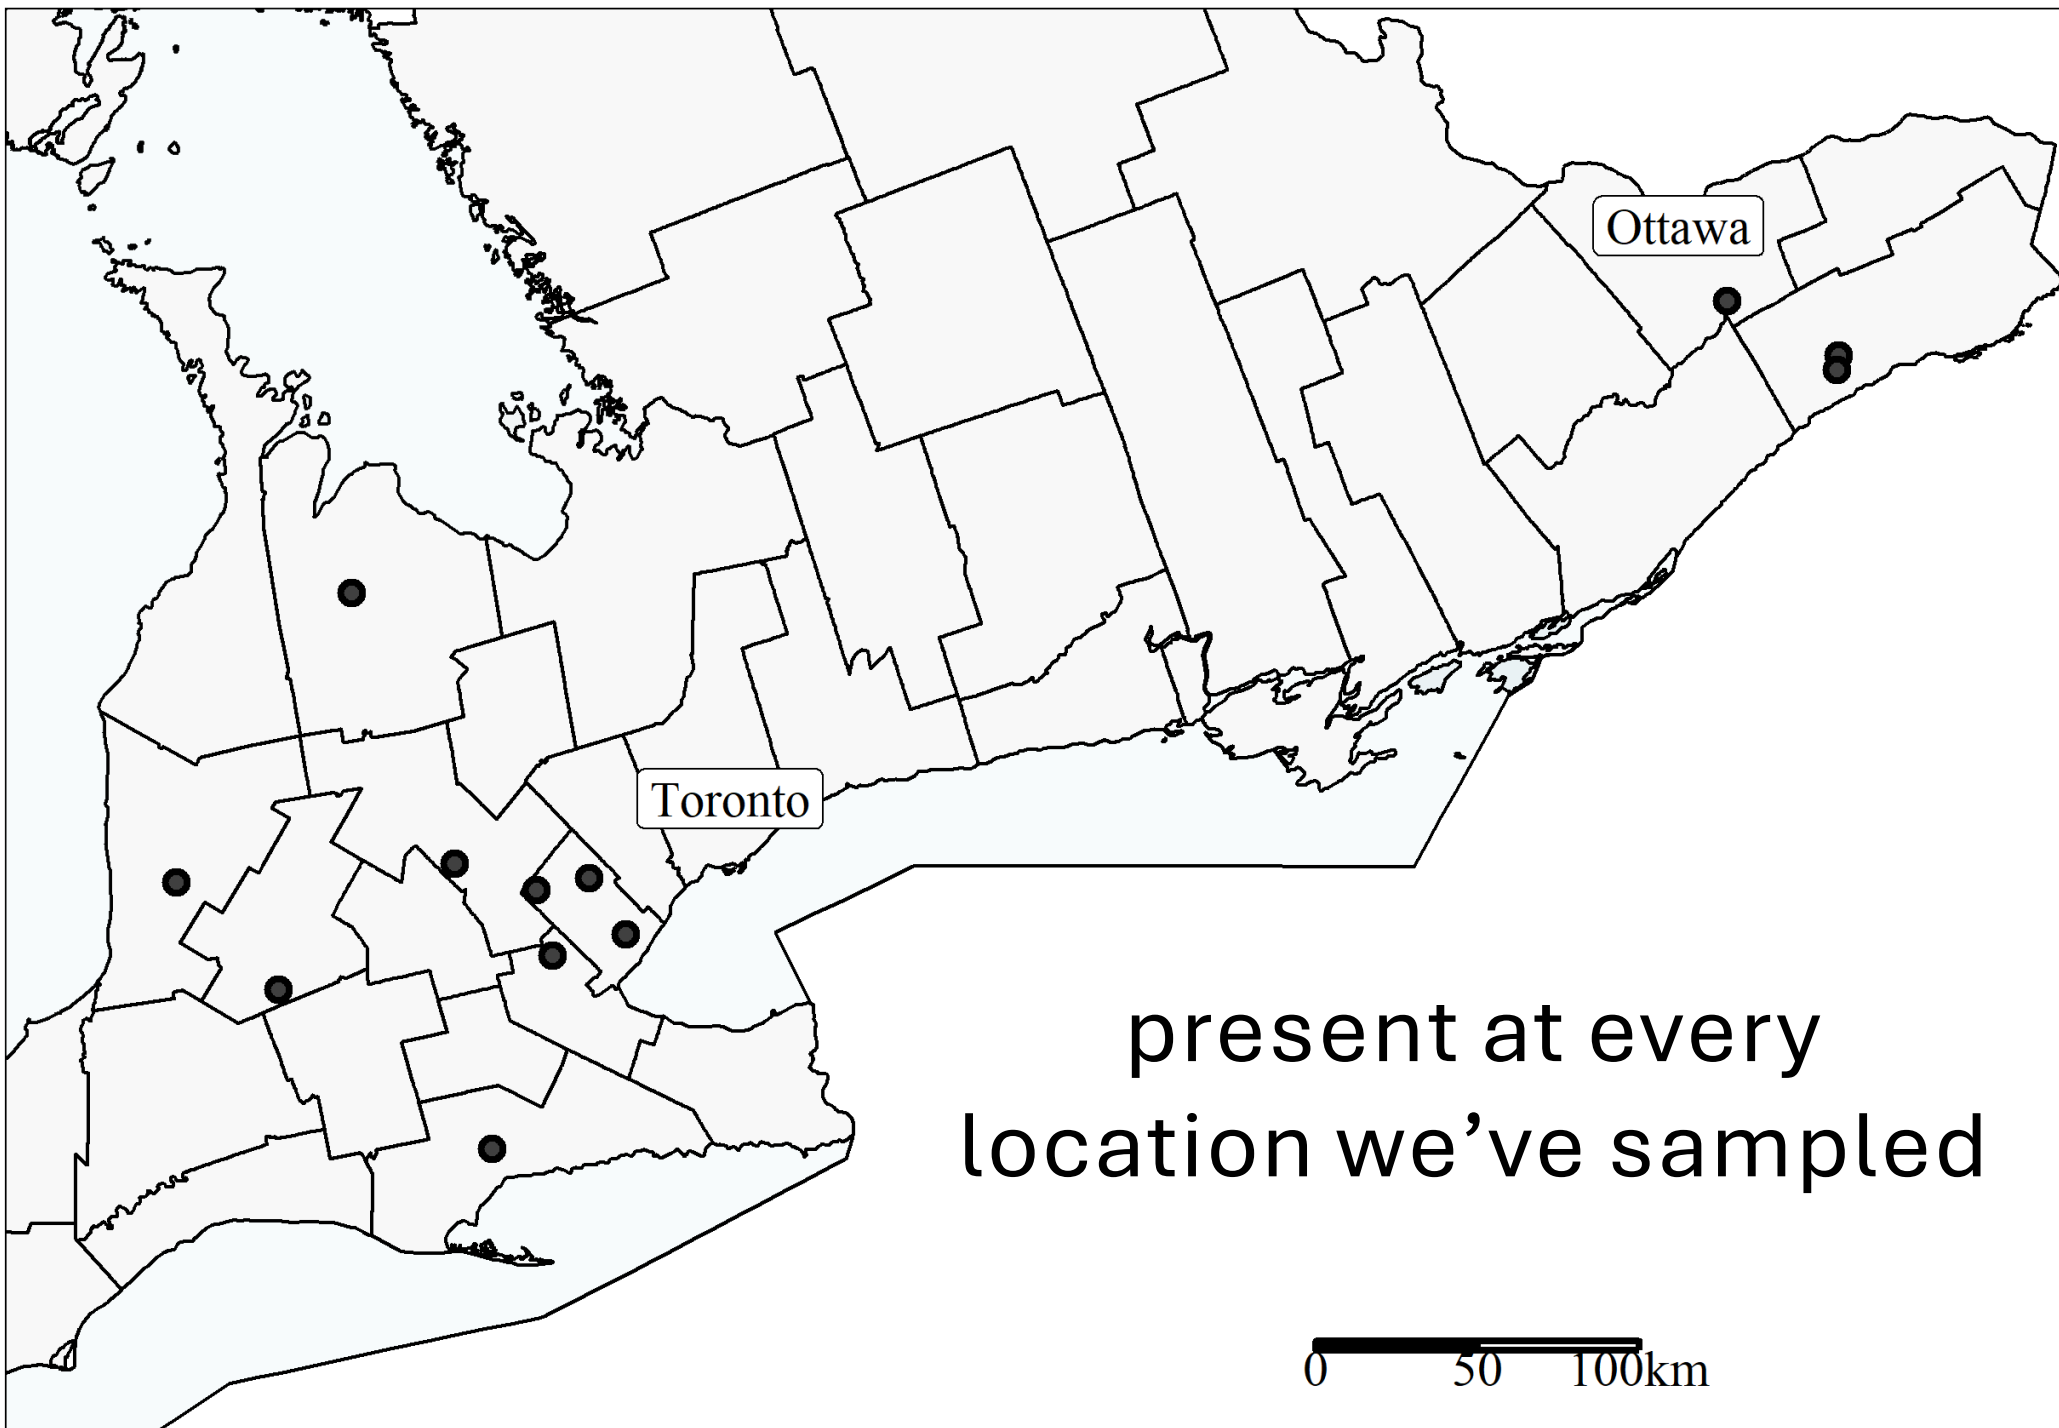 Ottawa
Toronto
present at every
location we’ve sampled
0 50 100km